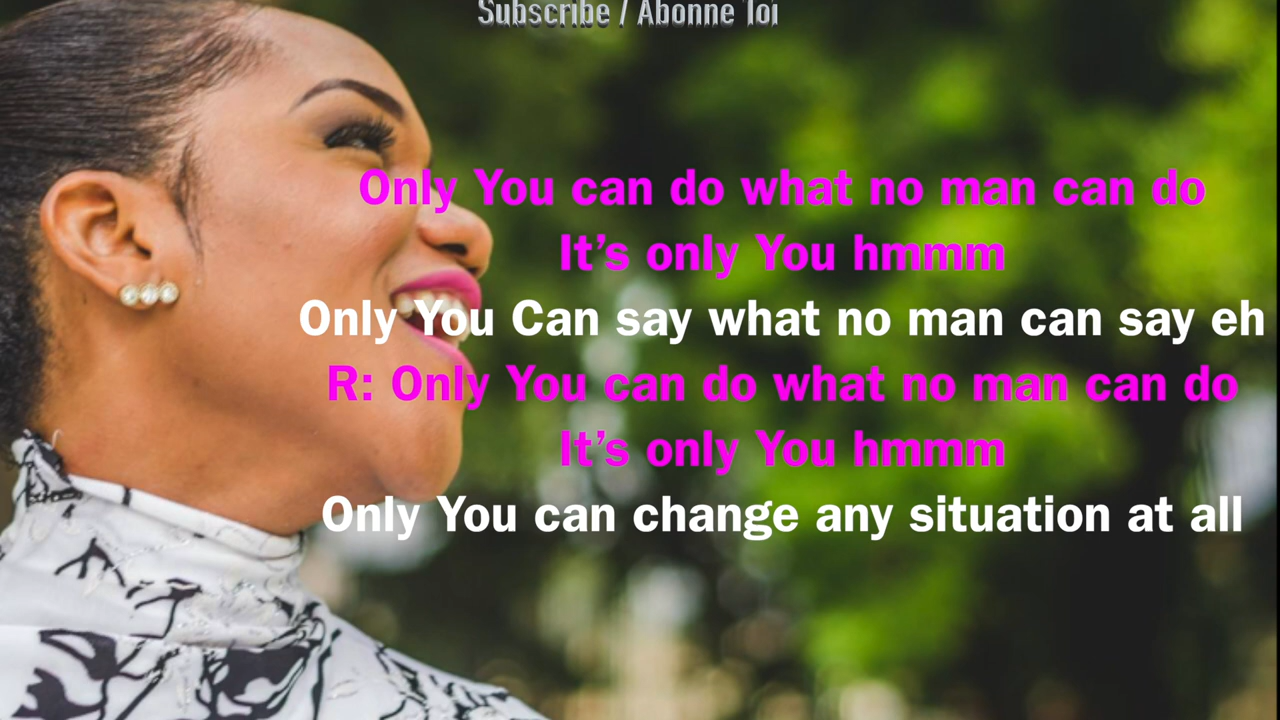 Subscribe / Abonne Toi
Only You can do what no man can do
It’s only You hmmm
Only You Can say what no man can say eh
R: Only You can do what no man can do
It’s only You hmmm
Only You can change any situation at all